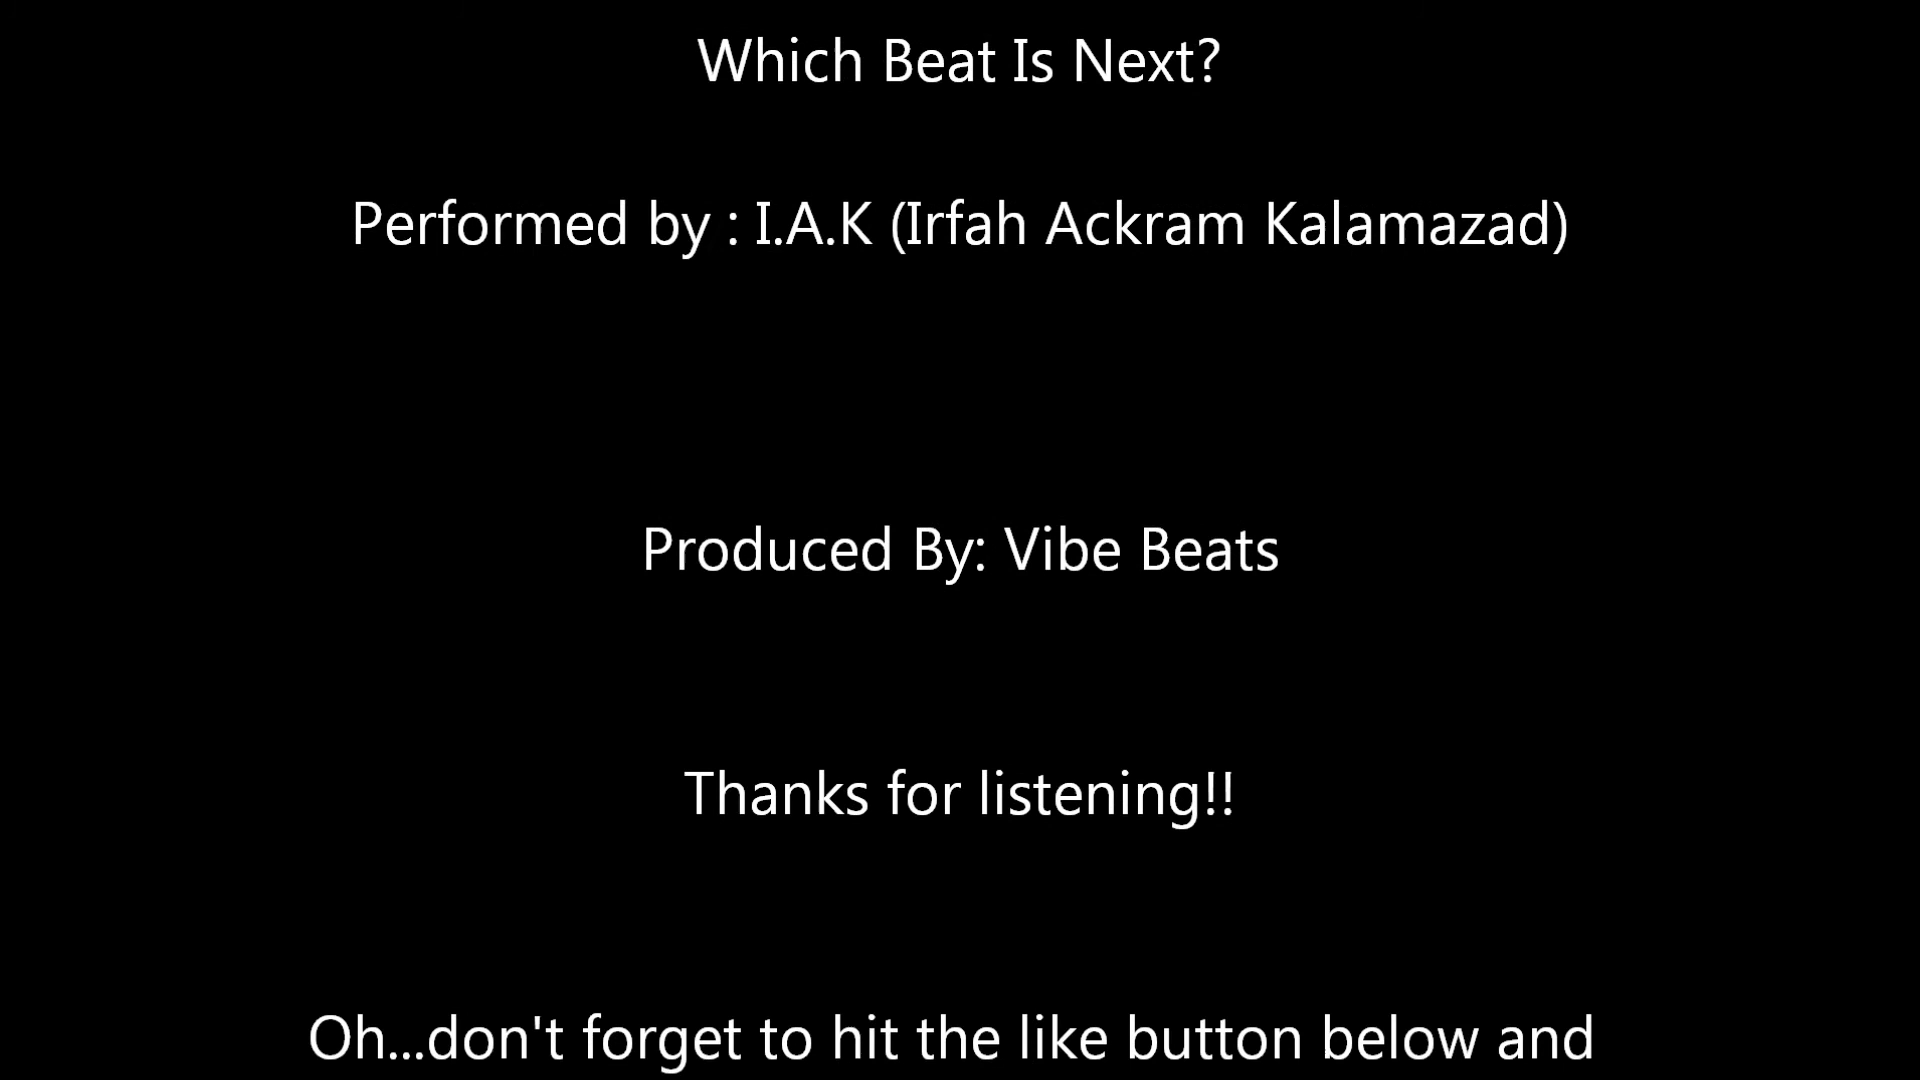 Which Beat Is Next?
Performed by : I.A.K (Irfah Ackram Kalamazad)
Produced By: Vibe Beats
Thanks for listening!!
Oh...don't forget to hit the like button below and